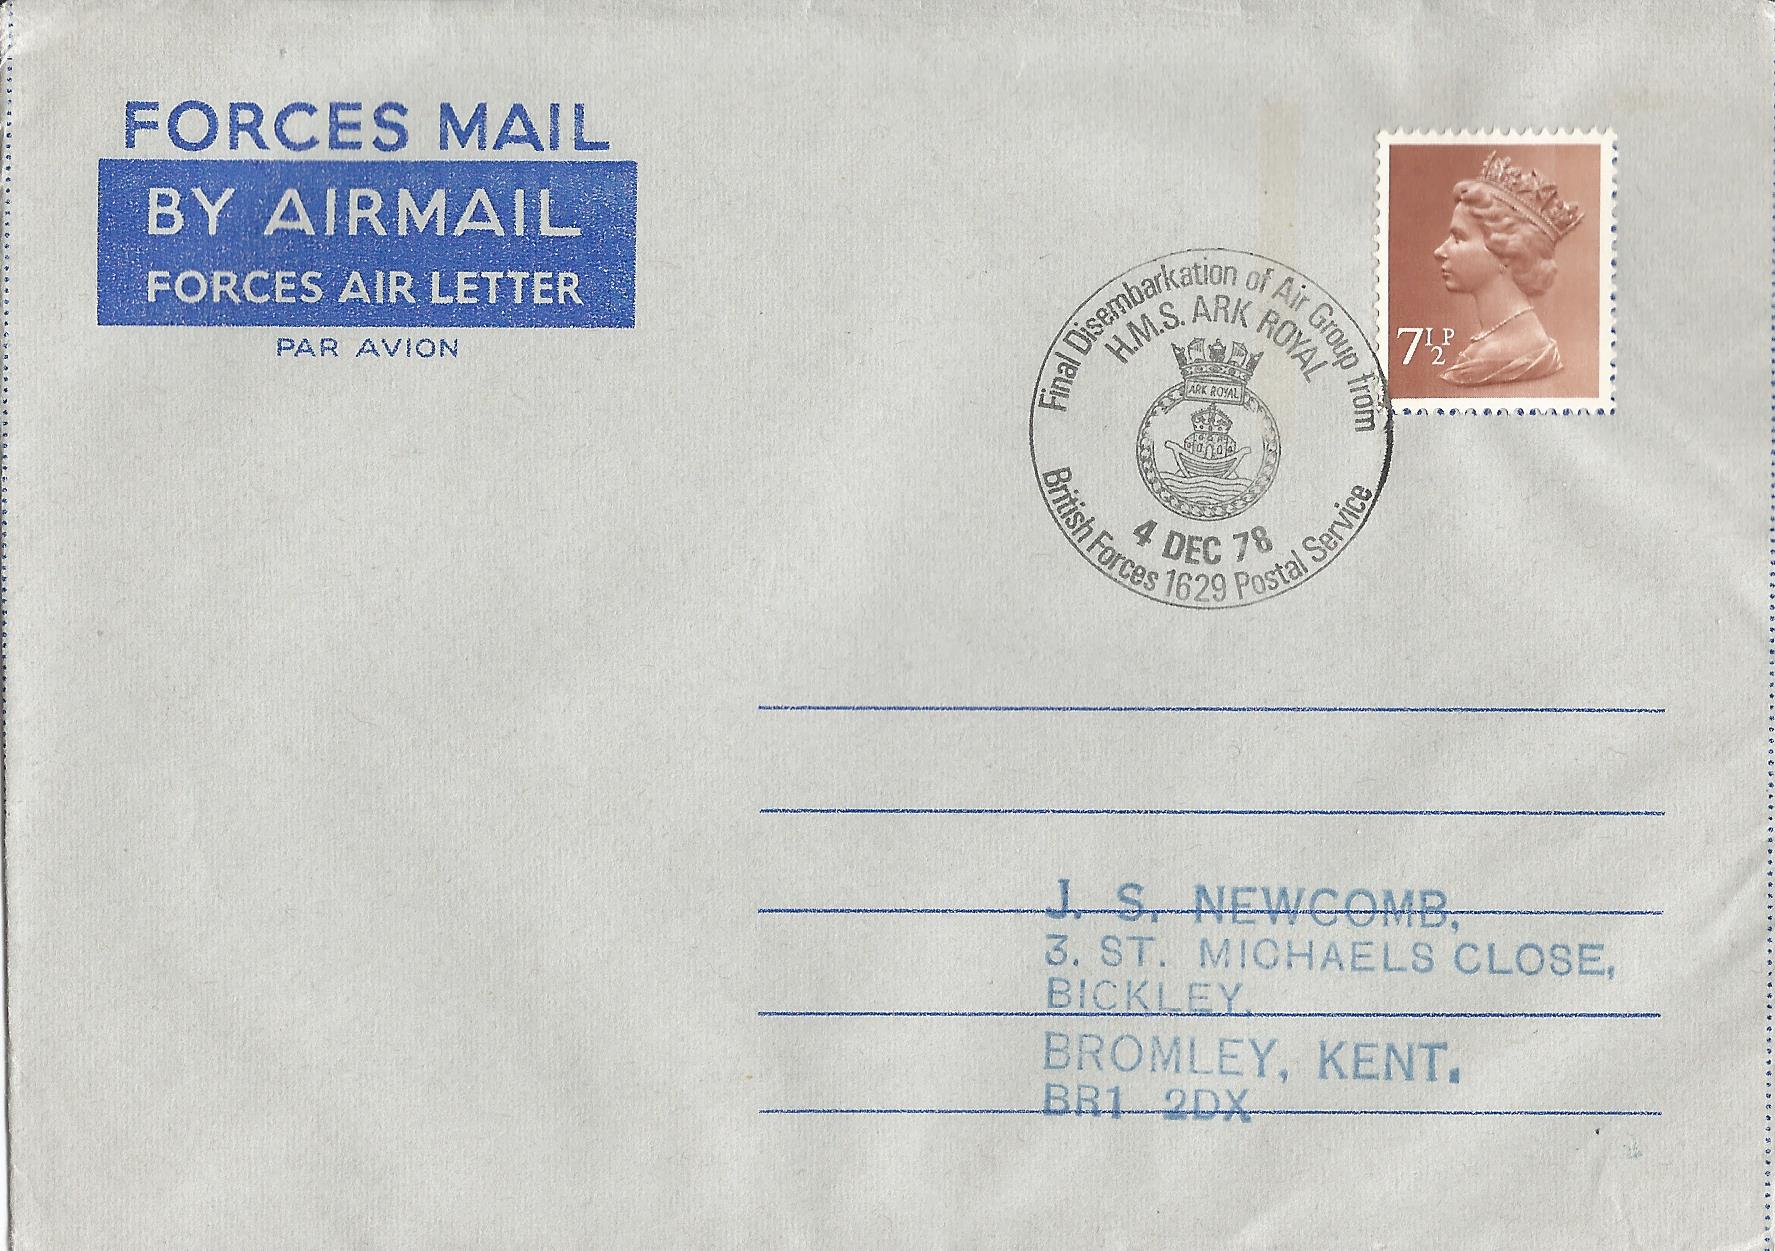 FORCES MAIL
BY AIRMAIL
FORCES AIR LETTER
PAR AVION
7½P
Final Disembarkation of Air Group from
H.M.S. ARK ROYAL
ARK ROYAL
4 DEC 78
British Forces 1629 Postal Service
J. S. NEWCOMB,
3. ST. MICHAELS CLOSE,
BICKLEY,
BROMLEY, KENT.
BR1 2DX